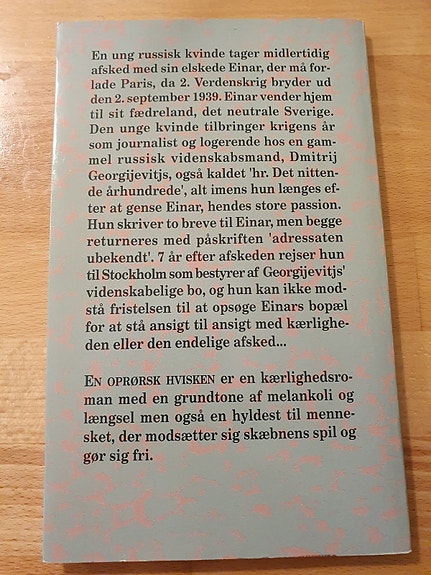 En ung russisk kvinde tager midlertidig
afsked med sin elskede Einar, der må for-
lade Paris, da 2. Verdenskrig bryder ud
den 2. september 1939. Einar vender hjem
til sit fædreland, det neutrale Sverige.
Den unge kvinde tilbringer krigens år
som journalist og logerende hos en gam-
mel russisk videnskabsmand, Dmitrij
Georgijevitjs, også kaldet 'hr. Det nitten-
de århundrede', alt imens hun længes ef-
ter at gense Einar, hendes store passion.
Hun skriver to breve til Einar, men begge
returneres med påskriften 'adressaten
ubekendt'. 7 år efter afskeden rejser hun
til Stockholm som bestyrer af Georgijevitjs'
videnskabelige bo, og hun kan ikke mod-
stå fristelsen til at opsøge Einars bopæl
for at stå ansigt til ansigt med kærlighe-
den eller den endelige afsked...
EN OPRØRSK HVISKEN er en kærlighedsro-
man med en grundtone af melankoli og
længsel men også en hyldest til menne-
sket, der modsætter sig skæbnens spil og
gør sig fri.